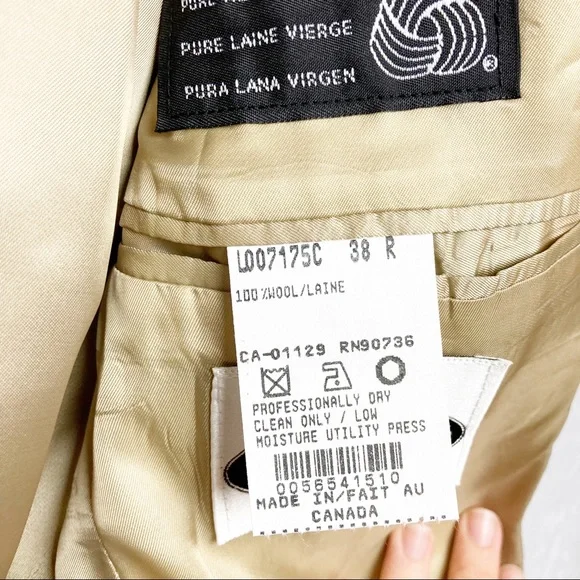 PURE LAINE VIERGE
PURA LANA VIRGEN
®
LD07175C 38 R
100%WOOL/LAINE
CA-01129 RN90736
PROFESSIONALLY DRY
CLEAN ONLY / LOW
MOISTURE UTILITY PRESS
0056541510
MADE IN/FAIT AU
CANADA